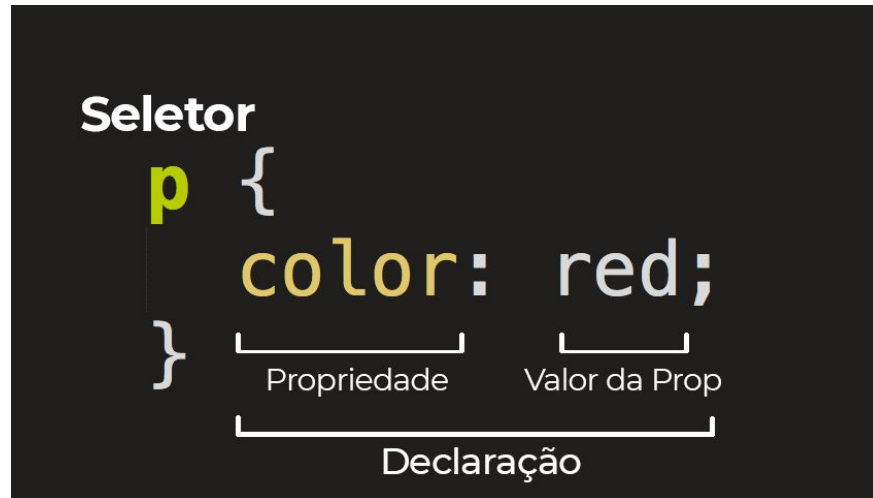 Seletor
p {
color: red;
}
Propriedade
Valor da Prop
Declaração